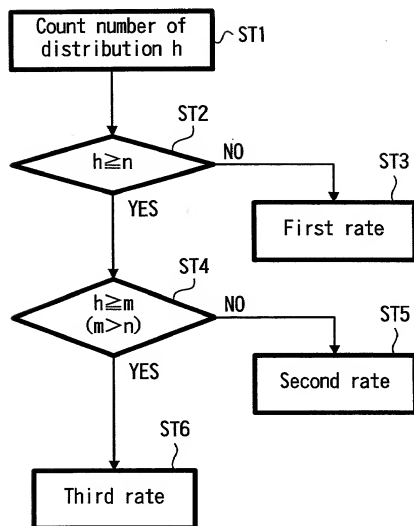 Count number of
distribution h
ST1
ST2
h≧n
NO
YES
ST3
First rate
ST4
h≧m
(m>n)
NO
YES
ST5
Second rate
ST6
Third rate